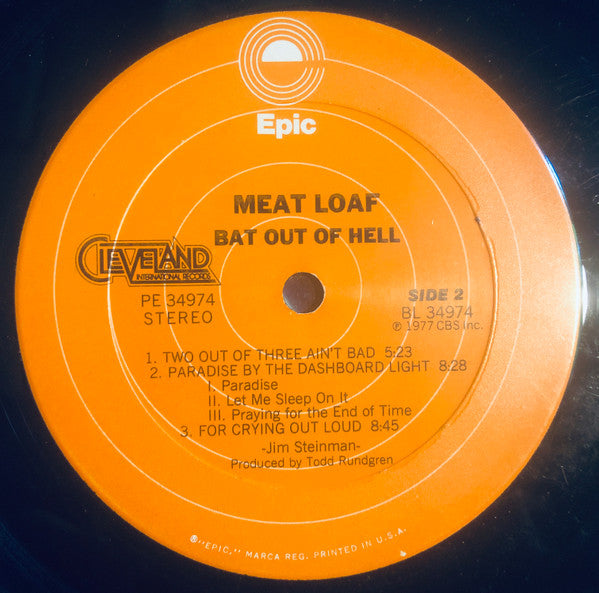 Epic
MEAT LOAF
BAT OUT OF HELL
CLEVELAND
INTERNATIONAL RECORDS
PE 34974
STEREO
SIDE 2
BL 34974
℗ 1977 CBS Inc.
1. TWO OUT OF THREE AIN'T BAD 5:23
2. PARADISE BY THE DASHBOARD LIGHT 8:28
Paradise
II. Let Me Sleep On It
III. Praying for the End of Time
3. FOR CRYING OUT LOUD 8:45
-Jim Steinman-
Produced by Todd Rundgren
®"EPIC," MARCA REG. PRINTED IN U.S.A.